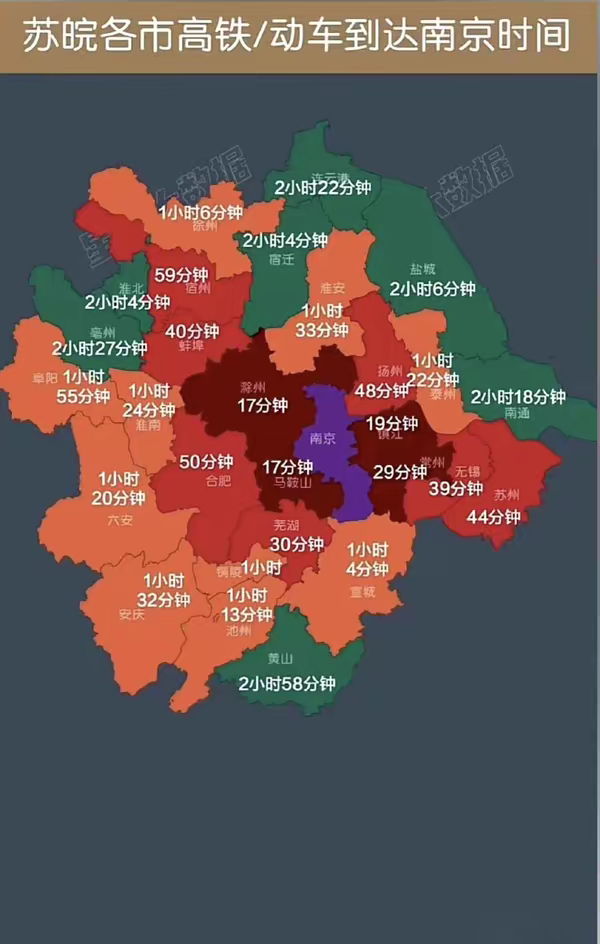 苏皖各市高铁/动车到达南京时间
连云港
2小时22分钟
1小时6分钟
徐州
2小时4分钟
宿迁
数据
数据
59分钟
宿州
淮北
2小时4分钟
淮安
1小时
33分钟
盐城
2小时6分钟
亳州
2小时27分钟
40分钟
蚌埠
阜阳
1小时
55分钟
1小时
24分钟
淮南
滁州
17分钟
扬州
48分钟
1小时
22分钟
泰州
2小时18分钟
南通
南京
19分钟
镇江
50分钟
合肥
17分钟
马鞍山
常州
29分钟
无锡
39分钟
苏州
44分钟
1小时
20分钟
六安
芜湖
30分钟
1小时
4分钟
宣城
铜陵
1小时
1小时
32分钟
安庆
1小时
13分钟
池州
黄山
2小时58分钟